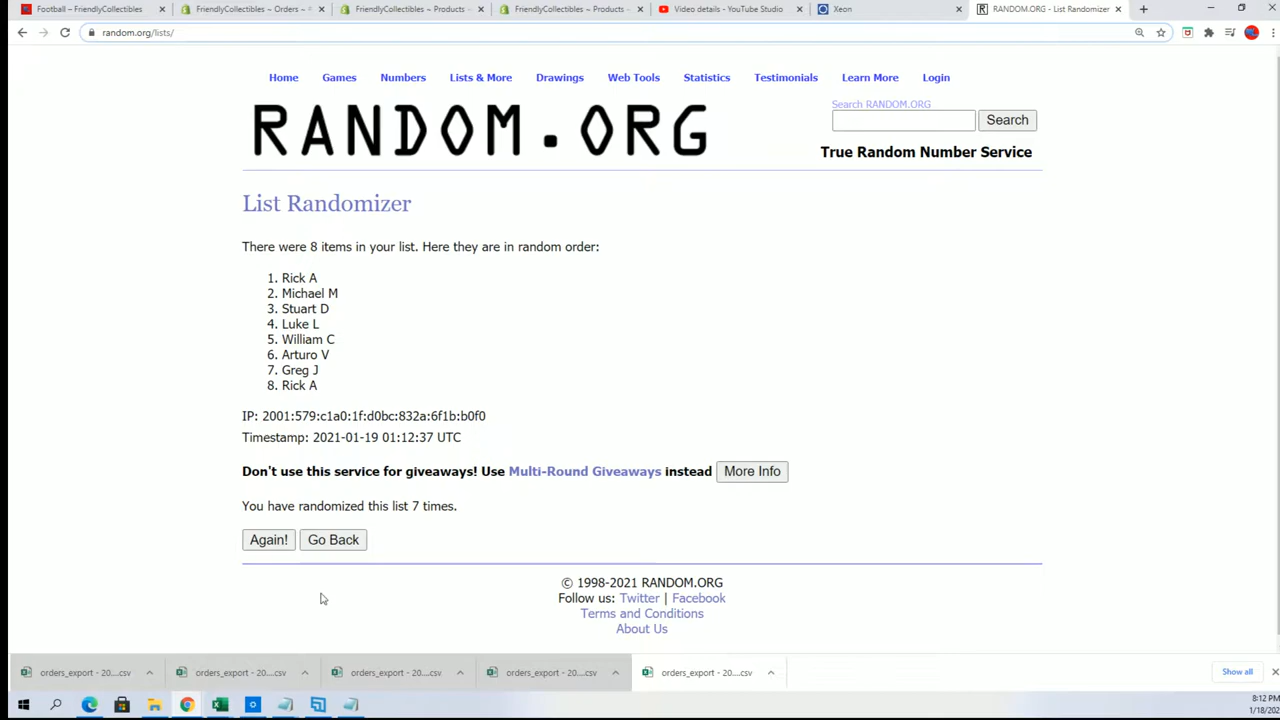 Football ~ FriendlyCollectibles
FriendlyCollectibles ~ Orders ~
FriendlyCollectibles ~ Products ~
FriendlyCollectibles ~ Products ~
Video details - YouTube Studio
Xeon
RANDOM.ORG - List Randomizer
random.org/lists/
Home Games Numbers Lists & More Drawings Web Tools Statistics Testimonials Learn More Login
RANDOM.ORG
Search RANDOM.ORG
Search
True Random Number Service
List Randomizer
There were 8 items in your list. Here they are in random order:
1. Rick A
2. Michael M
3. Stuart D
4. Luke L
5. William C
6. Arturo V
7. Greg J
8. Rick A
IP: 2001:579:c1a0:1f:d0bc:832a:6f1b:b0f0
Timestamp: 2021-01-19 01:12:37 UTC
Don't use this service for giveaways! Use Multi-Round Giveaways instead More Info
You have randomized this list 7 times.
Again! Go Back
© 1998-2021 RANDOM.ORG
Follow us: Twitter | Facebook
Terms and Conditions
About Us
orders_export - 20....csv
orders_export - 20....csv
orders_export - 20....csv
orders_export - 20....csv
orders_export - 20....csv
Show all
8:12 PM
1/18/202